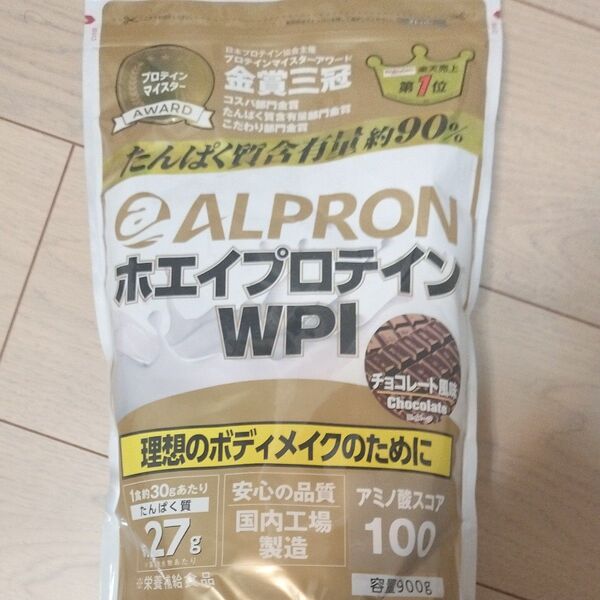 プロテイン
マイスター
AWARD
日本プロテイン協会主催
プロテインマイスターアワード
金賞三冠
コスパ部門金賞
たんぱく質含有量部門金賞
こだわり部門金賞
楽天売上
第1位
たんぱく質含有量約90%
ALPRON
ホエイプロテイン
WPI
チョコレート風味
Chocolate
理想のボディメイクのために
1食約30gあたり
たんぱく質
27g
※栄養補給食品
安心の品質
国内工場
製造
アミノ酸スコア
100
容量900g